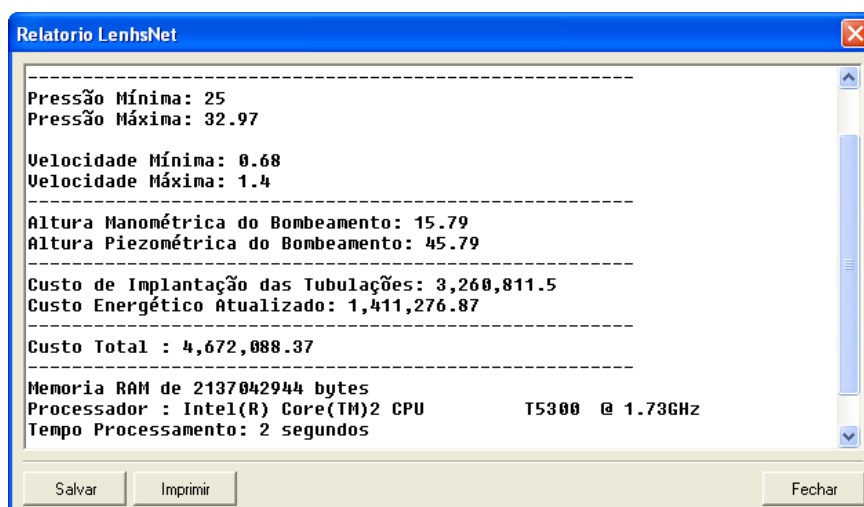 Relatorio LenhsNet
-------------------------------------------------------
Pressão Mínima: 25
Pressão Máxima: 32.97
Velocidade Mínima: 0.68
Velocidade Máxima: 1.4
-------------------------------------------------------
Altura Manométrica do Bombeamento: 15.79
Altura Piezométrica do Bombeamento: 45.79
-------------------------------------------------------
Custo de Implantação das Tubulações: 3,260,811.5
Custo Energético Atualizado: 1,411,276.87
-------------------------------------------------------
Custo Total : 4,672,088.37
-------------------------------------------------------
Memoria RAM de 2137042944 bytes
Processador : Intel(R) Core(TM)2 CPU         T5300  @ 1.73GHz
Tempo Processamento: 2 segundos
Salvar Imprimir Fechar